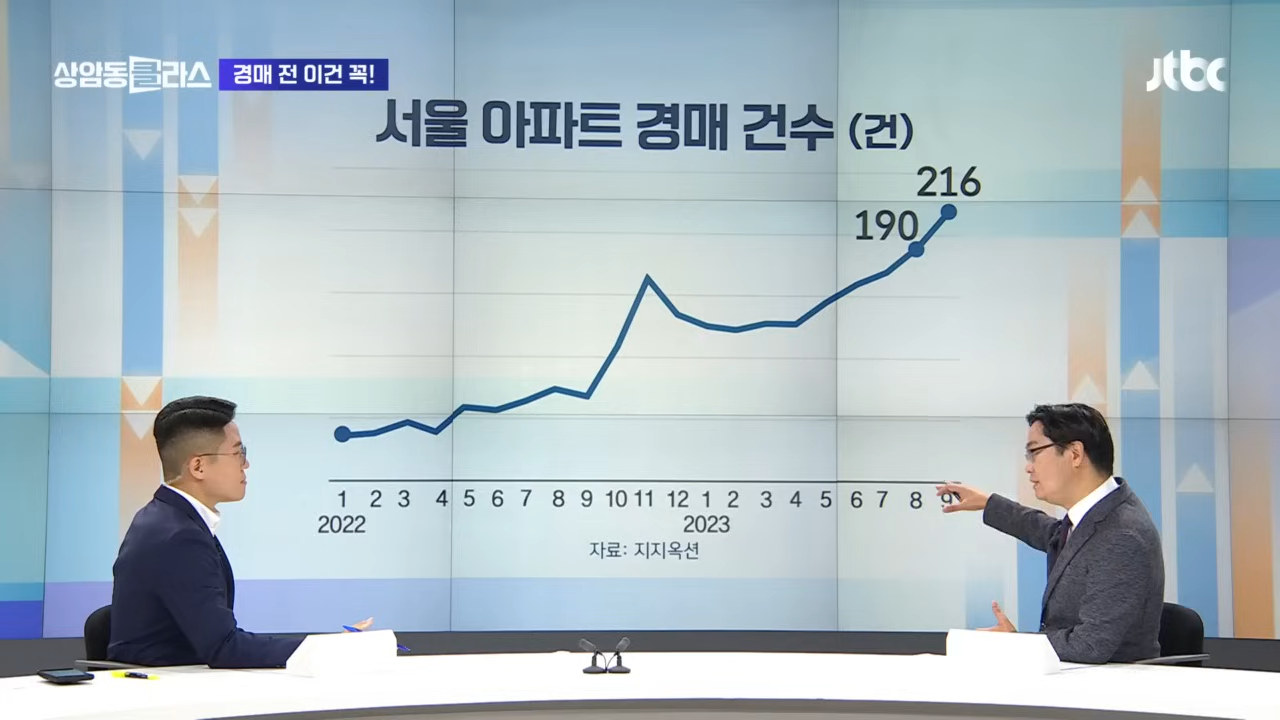 상암동클라스 경매 전 이건 꼭!
jtbc
서울 아파트 경매 건수 (건)
216
190
1 2 3 4 5 6 7 8 9 10 11 12 1 2 3 4 5 6 7 8 9
2022 2023
자료: 지지옥션